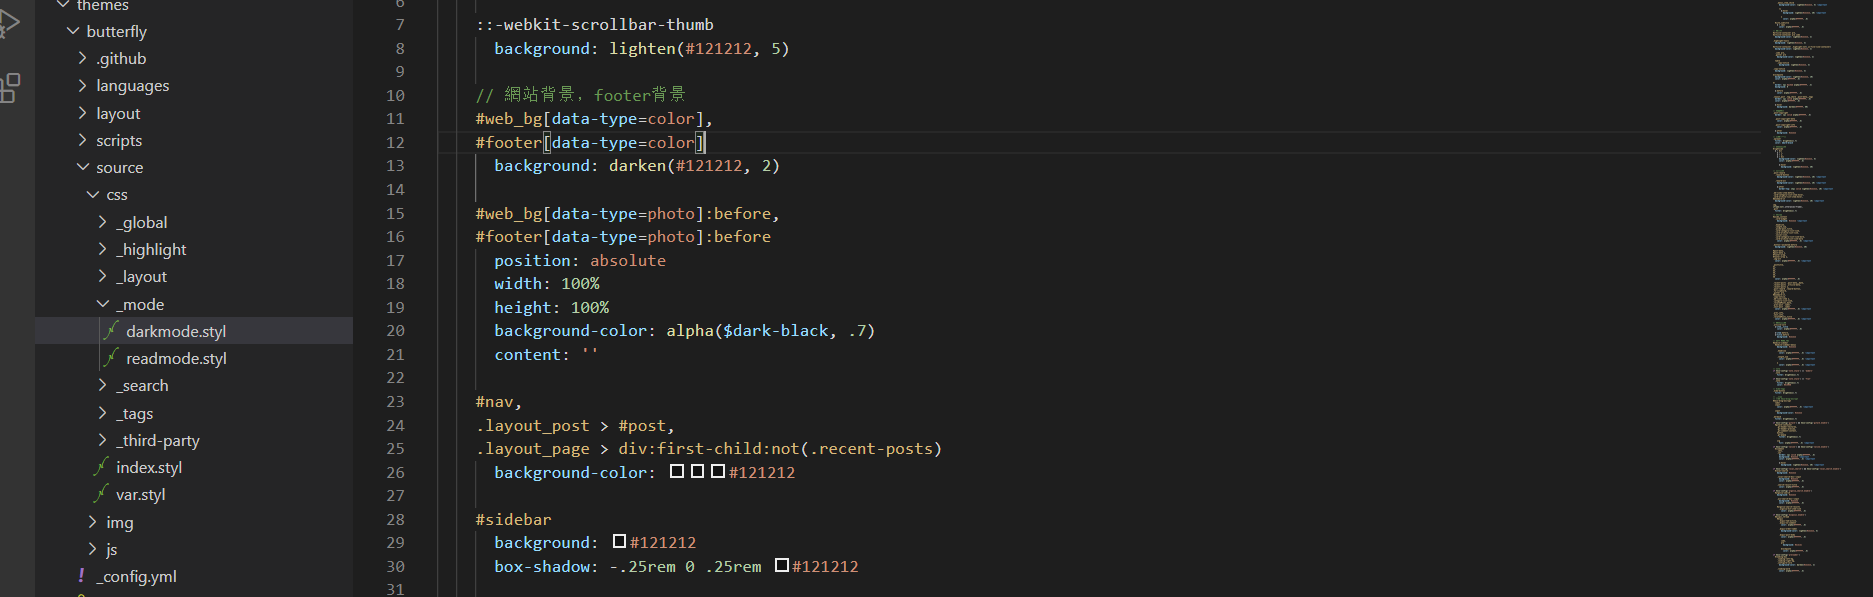 themes
butterfly
.github
languages
layout
scripts
source
css
_global
_highlight
_layout
_mode
darkmode.styl
readmode.styl
_search
_tags
_third-party
index.styl
var.styl
img
js
! _config.yml
6
7 ::-webkit-scrollbar-thumb
8 background: lighten(#121212, 5)
9
10 // 網站背景，footer背景
11 #web_bg[data-type=color],
12 #footer[data-type=color]
13 background: darken(#121212, 2)
14
15 #web_bg[data-type=photo]:before,
16 #footer[data-type=photo]:before
17 position: absolute
18 width: 100%
19 height: 100%
20 background-color: alpha($dark-black, .7)
21 content: ''
22
23 #nav,
24 .layout_post > #post,
25 .layout_page > div:first-child:not(.recent-posts)
26 background-color: #121212
27
28 #sidebar
29 background: #121212
30 box-shadow: -.25rem 0 .25rem #121212
31